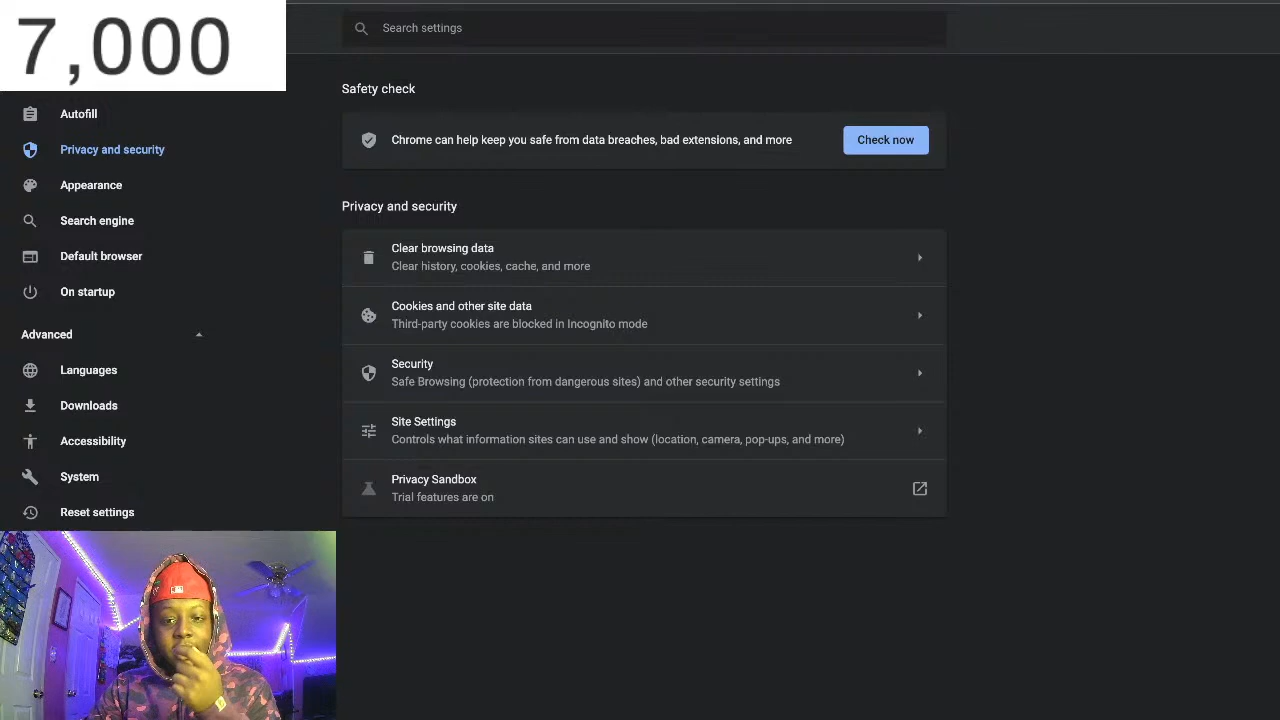 7,000
Search settings
Autofill
Privacy and security
Appearance
Search engine
Default browser
On startup
Advanced
Languages
Downloads
Accessibility
System
Reset settings
Safety check
Chrome can help keep you safe from data breaches, bad extensions, and more
Check now
Privacy and security
Clear browsing data
Clear history, cookies, cache, and more
Cookies and other site data
Third-party cookies are blocked in Incognito mode
Security
Safe Browsing (protection from dangerous sites) and other security settings
Site Settings
Controls what information sites can use and show (location, camera, pop-ups, and more)
Privacy Sandbox
Trial features are on